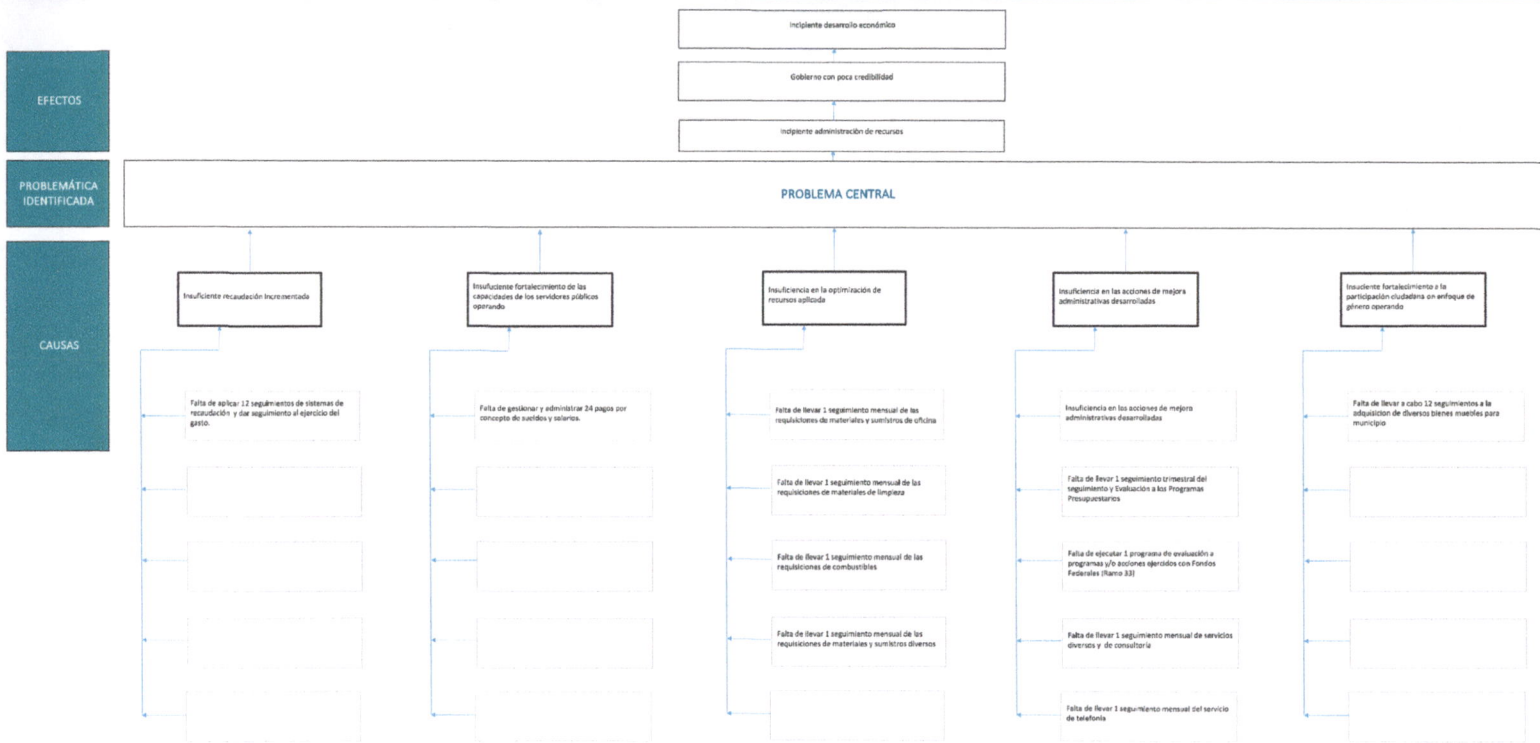 Incipiente desarrollo económico
EFECTOS
Gobierno con poca credibilidad
Incipiente administración de recursos
PROBLEMÁTICA
IDENTIFICADA
PROBLEMA CENTRAL
CAUSAS
Insuficiente recaudación incrementada
Insuficiente fortalecimiento de las
capacidades de los servidores públicos
operando
Insuficiencia en la optimización de
recursos aplicada
Insuficiencia en las acciones de mejora
administrativas desarrolladas
Insuciente fortalecimiento a la
participación ciudadana on enfoque de
género operando
Falta de aplicar 12 seguimientos de sistemas de
recaudación y dar seguimiento al ejercicio del
gasto.
Falta de gestionar y administrar 24 pagos por
concepto de sueldos y salarios.
Falta de llevar 1 seguimiento mensual de las
requisiciones de materiales y sumistros de oficina
Insuficiencia en las acciones de mejora
administrativas desarrolladas
Falta de llevar a cabo 12 seguimientos a la
adquisicion de diversos bienes muebles para
municipio
Falta de llevar 1 seguimiento mensual de las
requisiciones de materiales de limpieza
Falta de llevar 1 seguimiento trimestral del
seguimiento y Evaluación a los Programas
Presupuestarios
Falta de llevar 1 seguimiento mensual de las
requisiciones de combustibles
Falta de ejecutar 1 programa de evaluación a
programas y/o acciones ejercidos con Fondos
Federales (Ramo 33)
Falta de llevar 1 seguimiento mensual de las
requisiciones de materiales y sumistros diversos
Falta de llevar 1 seguimiento mensual de servicios
diversos y de consultoría
Falta de llevar 1 seguimiento mensual del servicio
de telefonía